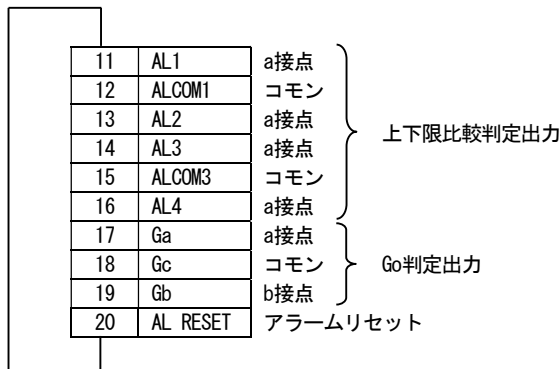 11 AL1 a接点
12 ALCOM1 コモン
13 AL2 a接点
14 AL3 a接点
15 ALCOM3 コモン
16 AL4 a接点
上下限比較判定出力
17 Ga a接点
18 Gc コモン
19 Gb b接点
Go判定出力
20 AL RESET アラームリセット